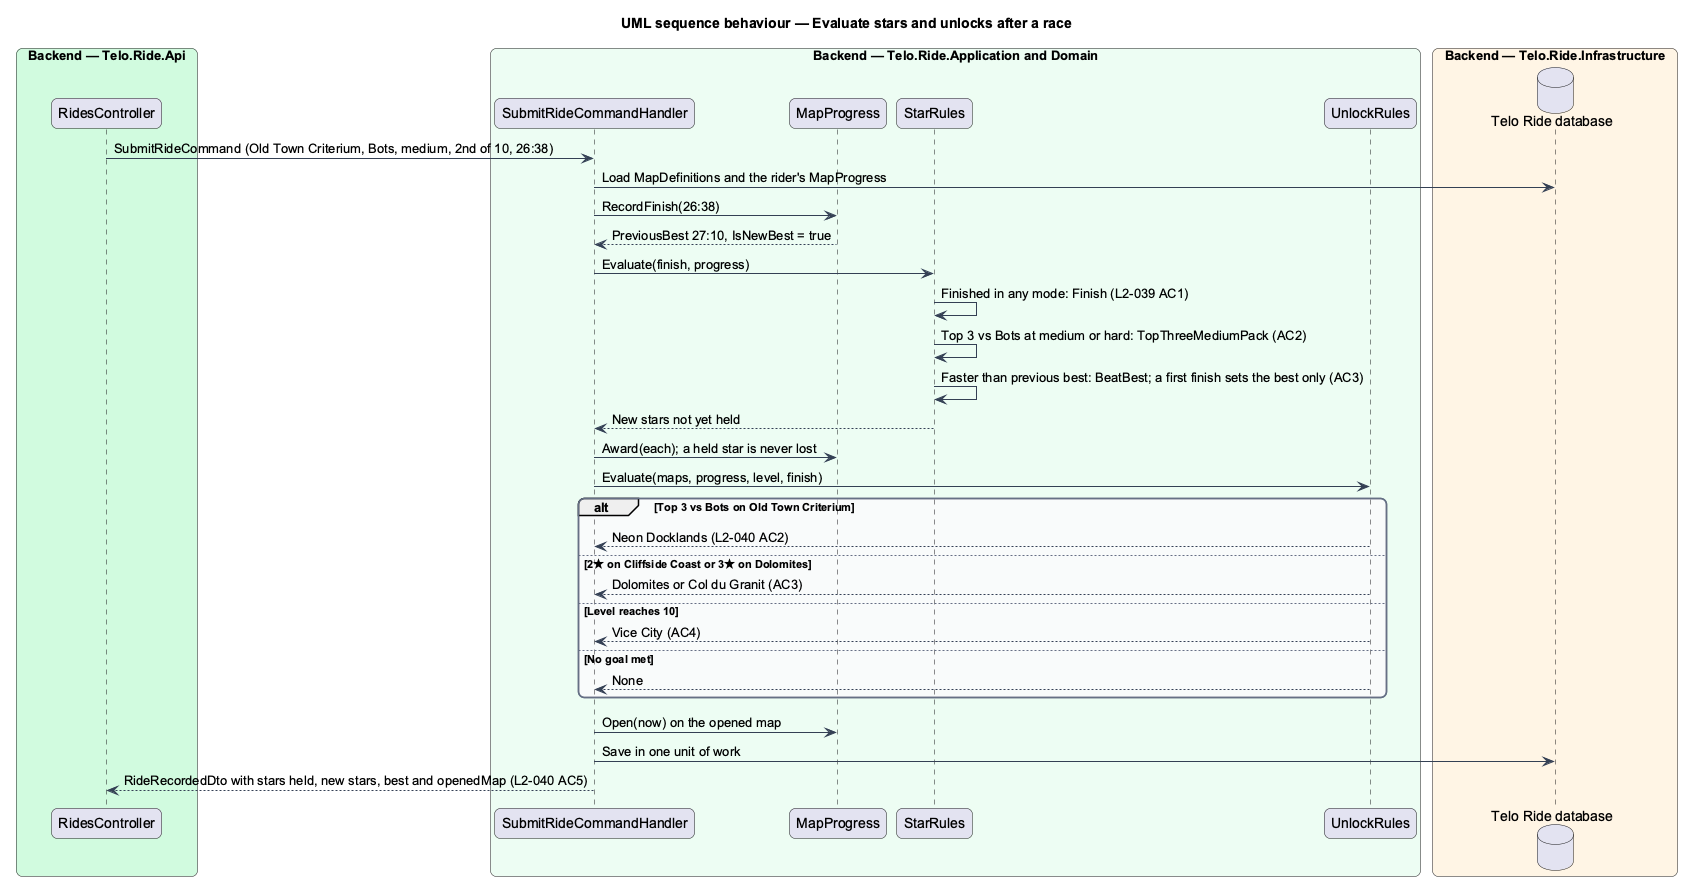 UML sequence behaviour — Evaluate stars and unlocks after a race
Backend — Telo.Ride.Api
Backend — Telo.Ride.Application and Domain
Backend — Telo.Ride.Infrastructure
RidesController
SubmitRideCommandHandler
MapProgress
StarRules
UnlockRules
Telo Ride database
SubmitRideCommand (Old Town Criterium, Bots, medium, 2nd of 10, 26:38)
Load MapDefinitions and the rider's MapProgress
RecordFinish(26:38)
PreviousBest 27:10, IsNewBest = true
Evaluate(finish, progress)
Finished in any mode: Finish (L2-039 AC1)
Top 3 vs Bots at medium or hard: TopThreeMediumPack (AC2)
Faster than previous best: BeatBest; a first finish sets the best only (AC3)
New stars not yet held
Award(each); a held star is never lost
Evaluate(maps, progress, level, finish)
alt [Top 3 vs Bots on Old Town Criterium]
Neon Docklands (L2-040 AC2)
[2★ on Cliffside Coast or 3★ on Dolomites]
Dolomites or Col du Granit (AC3)
[Level reaches 10]
Vice City (AC4)
[No goal met]
None
Open(now) on the opened map
Save in one unit of work
RideRecordedDto with stars held, new stars, best and openedMap (L2-040 AC5)
RidesController
SubmitRideCommandHandler
MapProgress
StarRules
UnlockRules
Telo Ride database